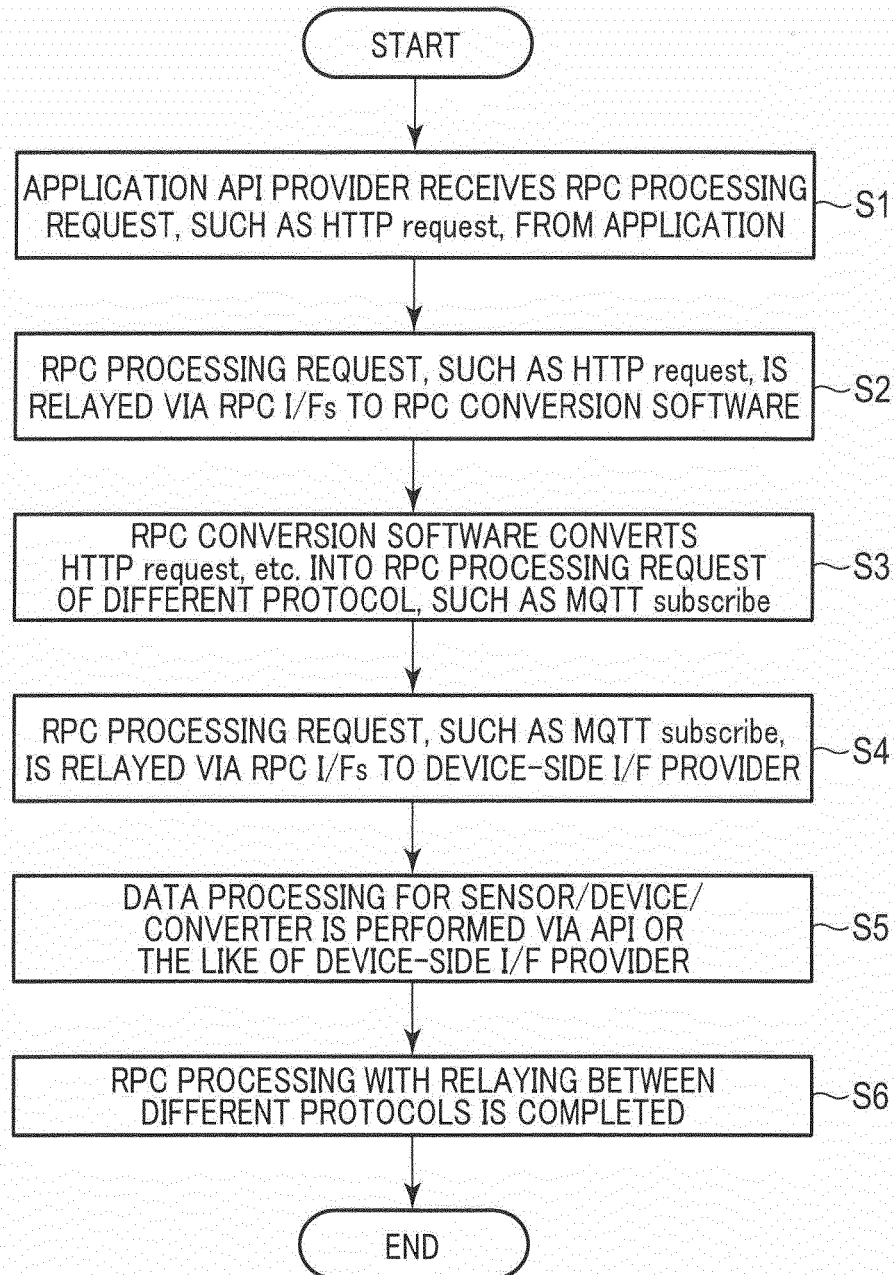 START
APPLICATION API PROVIDER RECEIVES RPC PROCESSING
REQUEST, SUCH AS HTTP request, FROM APPLICATION
S1
RPC PROCESSING REQUEST, SUCH AS HTTP request, IS
RELAYED VIA RPC I/Fs TO RPC CONVERSION SOFTWARE
S2
RPC CONVERSION SOFTWARE CONVERTS
HTTP request, etc. INTO RPC PROCESSING REQUEST
OF DIFFERENT PROTOCOL, SUCH AS MQTT subscribe
S3
RPC PROCESSING REQUEST, SUCH AS MQTT subscribe,
IS RELAYED VIA RPC I/Fs TO DEVICE-SIDE I/F PROVIDER
S4
DATA PROCESSING FOR SENSOR/DEVICE/
CONVERTER IS PERFORMED VIA API OR
THE LIKE OF DEVICE-SIDE I/F PROVIDER
S5
RPC PROCESSING WITH RELAYING BETWEEN
DIFFERENT PROTOCOLS IS COMPLETED
S6
END